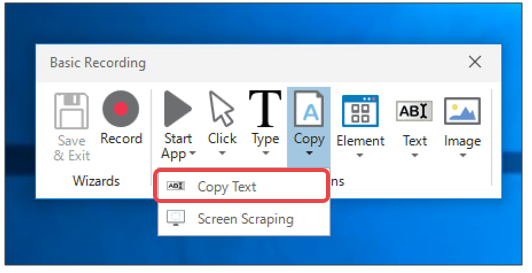 Basic Recording
Save
& Exit
Record
Start
App
Click
Type
Copy
Element
Text
Image
Wizards
Copy Text
Screen Scraping